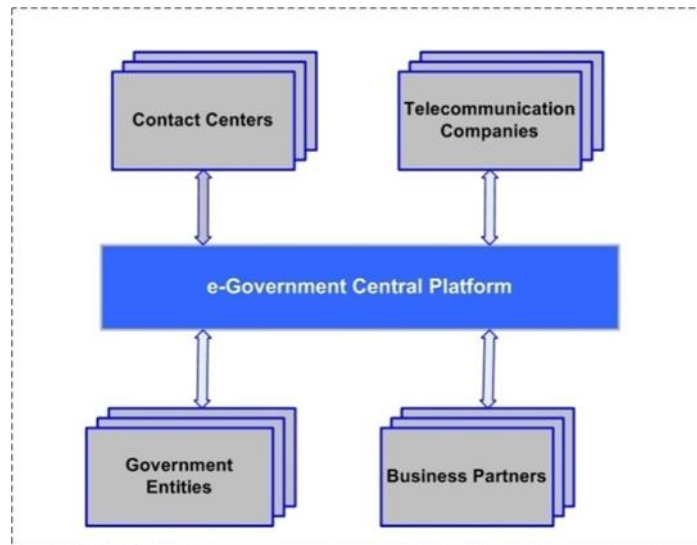 Contact Centers
Telecommunication
Companies
e-Government Central Platform
Government
Entities
Business Partners